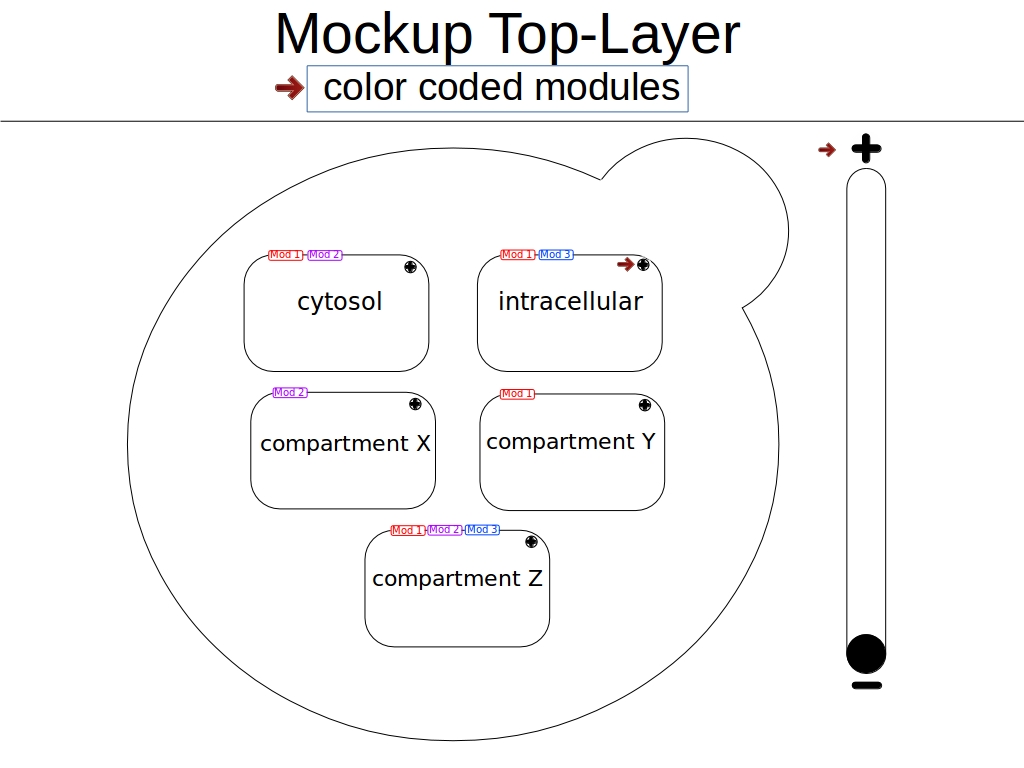 Mockup Top-Layer
color coded modules
Mod 1 Mod 2
cytosol
Mod 1 Mod 3
intracellular
Mod 2
compartment X
Mod 1
compartment Y
Mod 1 Mod 2 Mod 3
compartment Z